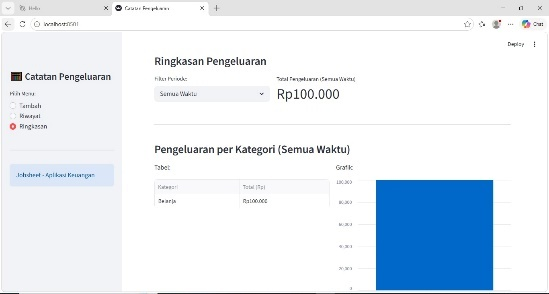 Hello
Catatan Pengeluaran
localhost:8501
Chat
Deploy
Catatan Pengeluaran
Pilih Menu:
Tambah
Riwayat
Ringkasan
Jobsheet - Aplikasi Keuangan
Ringkasan Pengeluaran
Filter Periode:
Semua Waktu
Total Pengeluaran (Semua Waktu)
Rp100.000
Pengeluaran per Kategori (Semua Waktu)
Tabel:
Kategori Total (Rp)
Belanja Rp100.000
Grafik:
100,000
80,000
60,000
40,000
20,000
0